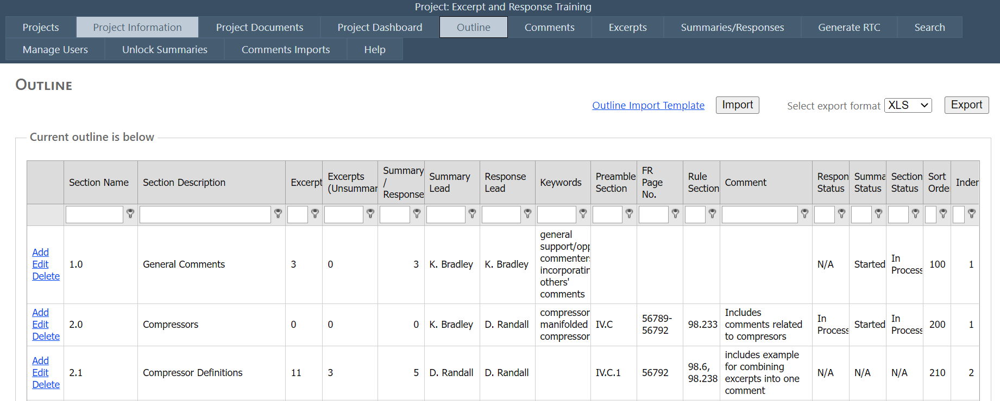 Project: Excerpt and Response Training
Projects
Project Information
Project Documents
Project Dashboard
Outline
Comments
Excerpts
Summaries/Responses
Generate RTC
Search
Manage Users
Unlock Summaries
Comments Imports
Help
OUTLINE
Outline Import Template
Import
Select export format
XLS
Export
Current outline is below
Section Name
Section Description
Excerpt
Excerpts
(Unsummar
Summary
/
Response
Summary
Lead
Response
Lead
Keywords
Preamble
Section
FR
Page
No.
Rule
Section
Comment
Respon
Status
Summa
Status
Section
Status
Sort
Orde
Inden
Add
Edit
Delete
1.0
General Comments
3
0
3
K. Bradley
K. Bradley
general
support/opp
commenters
incorporatin
others'
comments
N/A
Started
In
Process
100
1
Add
Edit
Delete
2.0
Compressors
0
0
0
K. Bradley
D. Randall
compressor
manifolded
compressor
IV.C
56789-
56792
98.233
Includes
comments related
to compresors
In
Process
Started
In
Process
200
1
Add
Edit
Delete
2.1
Compressor Definitions
11
3
5
D. Randall
D. Randall
IV.C.1
56792
98.6,
98.238
includes example
for combining
excerpts into one
comment
N/A
N/A
N/A
210
2